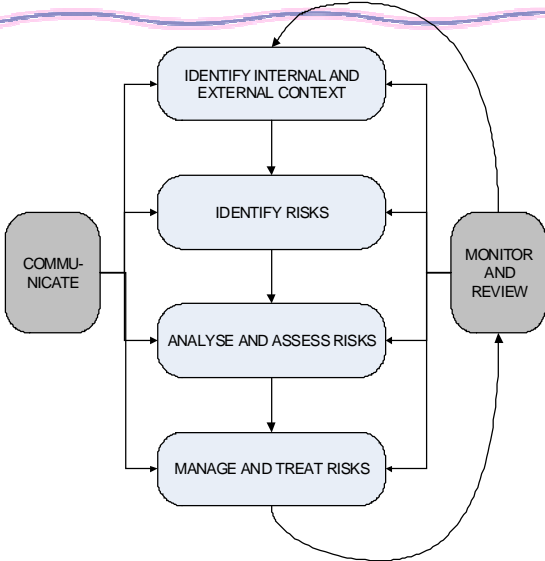 IDENTIFY INTERNAL AND
EXTERNAL CONTEXT
IDENTIFY RISKS
COMMU-
NICATE
MONITOR
AND
REVIEW
ANALYSE AND ASSESS RISKS
MANAGE AND TREAT RISKS